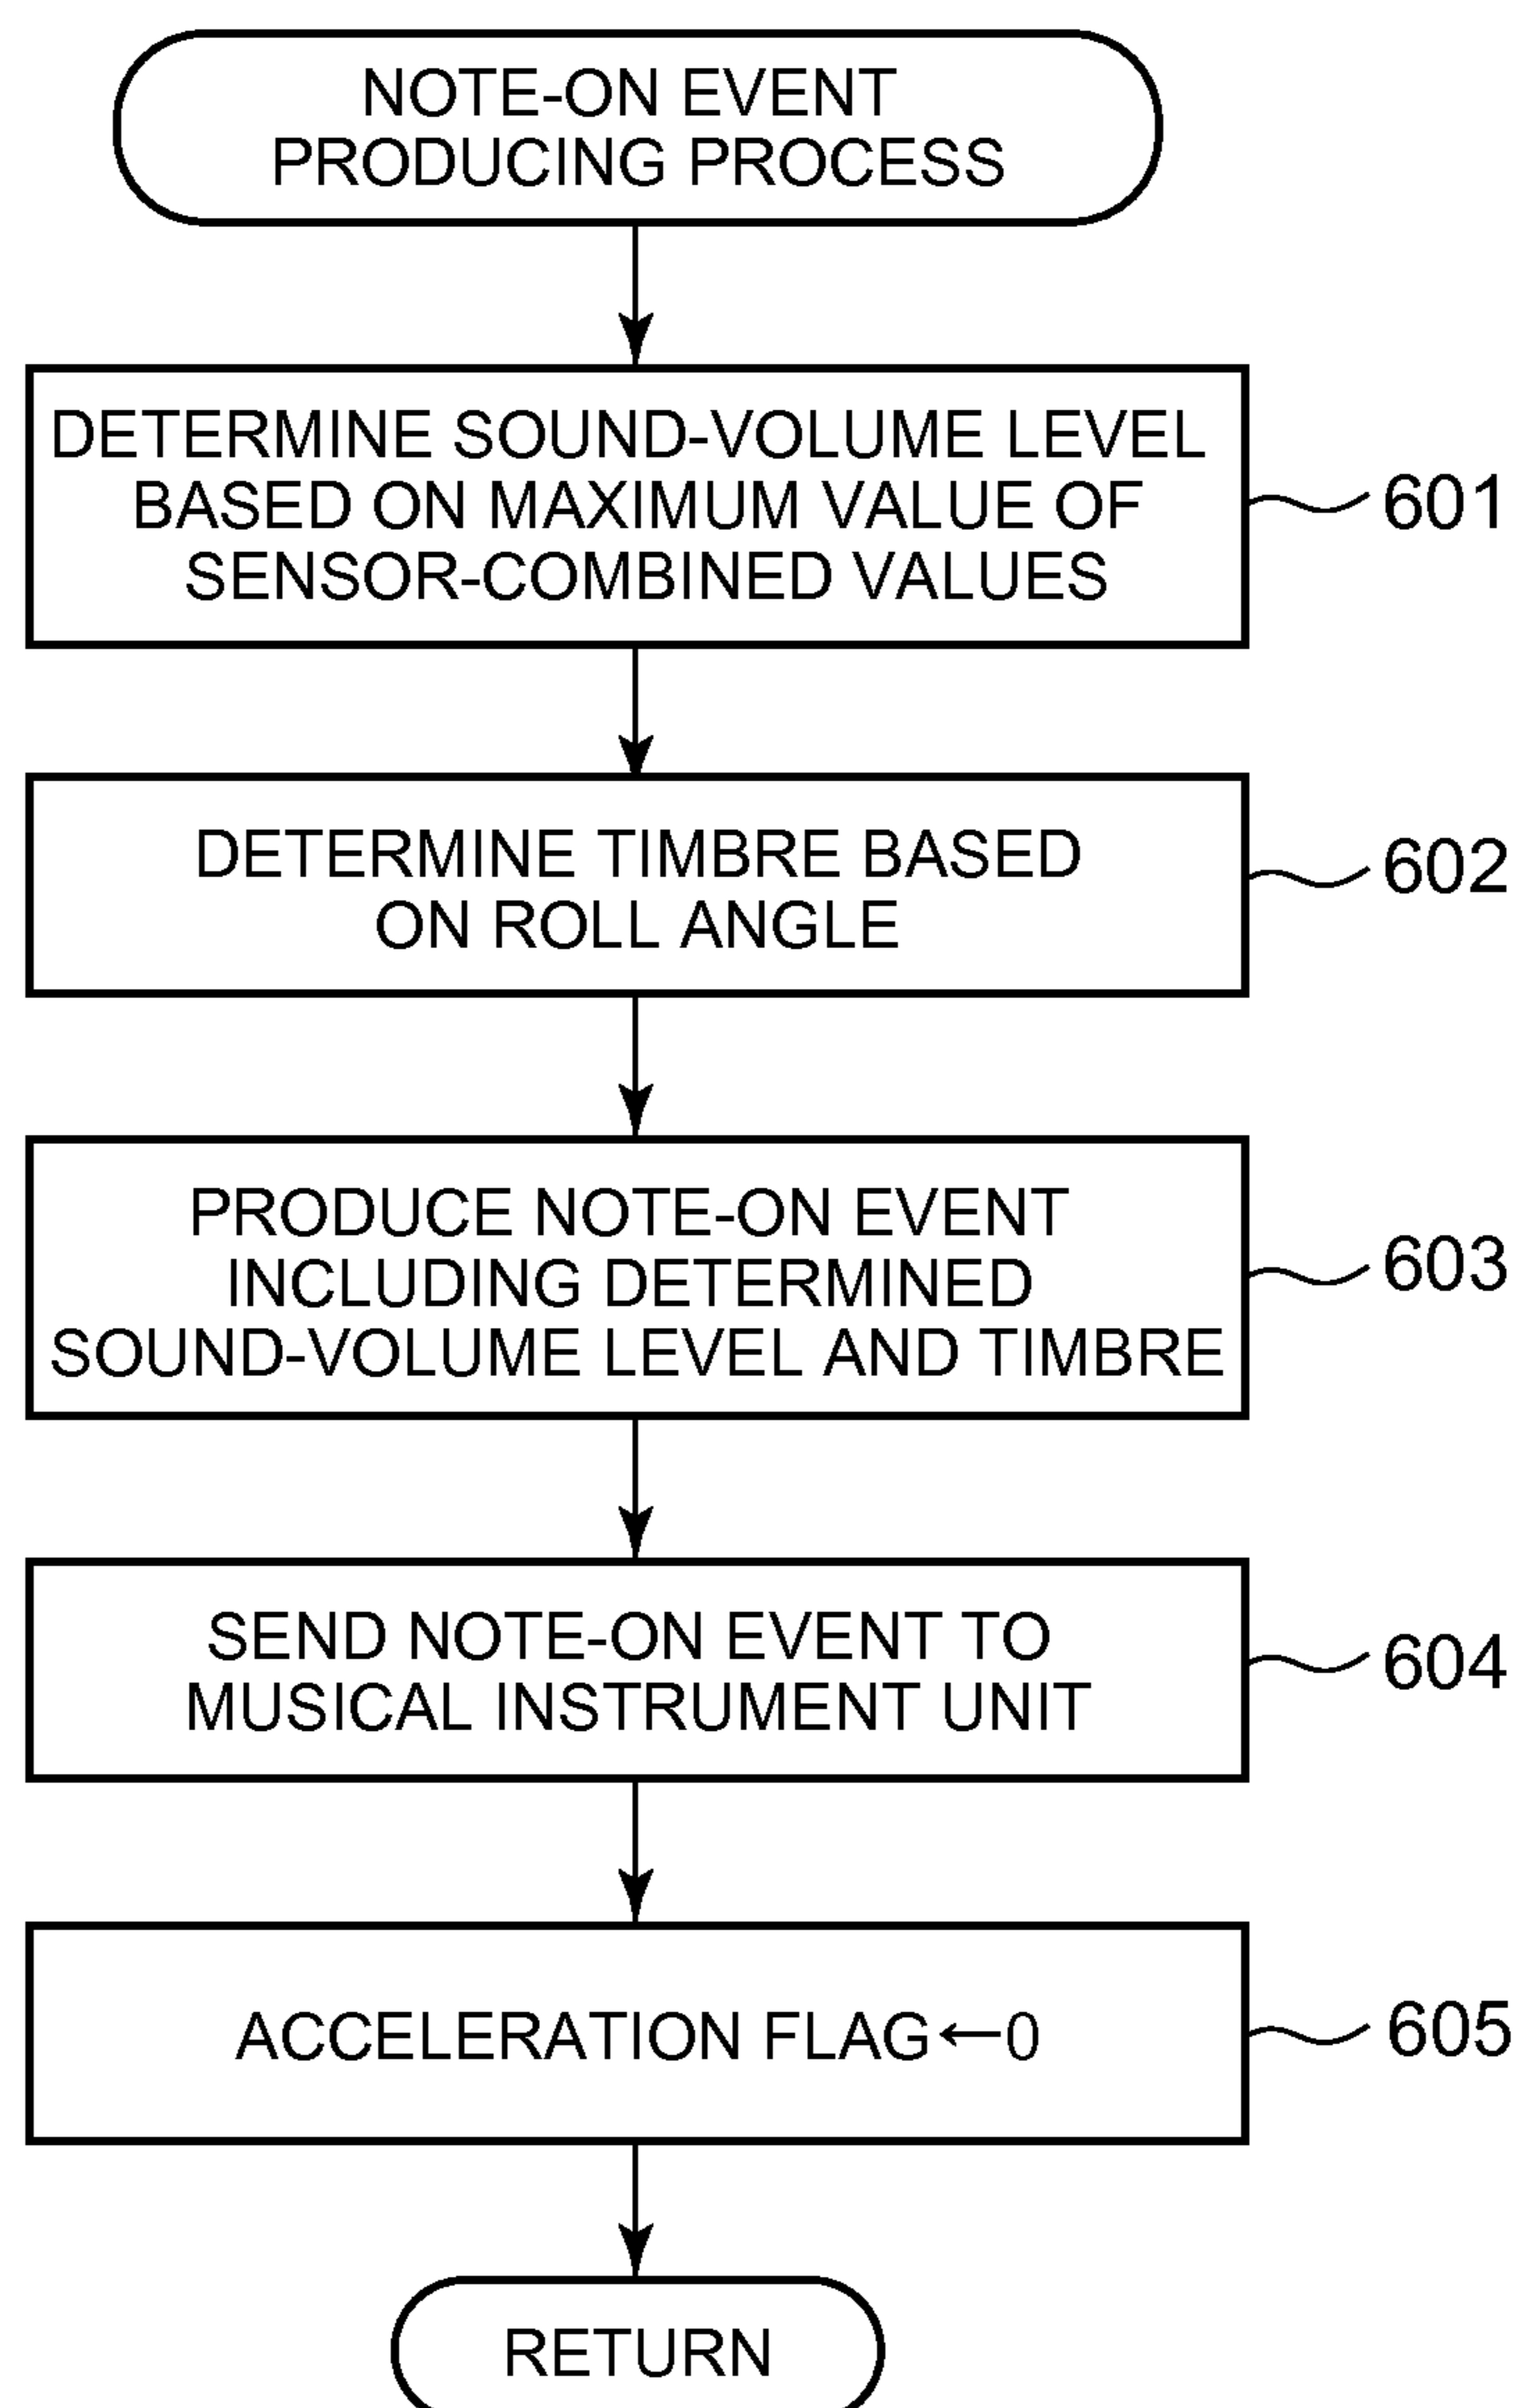 NOTE-ON EVENT
PRODUCING PROCESS
DETERMINE SOUND-VOLUME LEVEL
BASED ON MAXIMUM VALUE OF
SENSOR-COMBINED VALUES
601
DETERMINE TIMBRE BASED
ON ROLL ANGLE
602
PRODUCE NOTE-ON EVENT
INCLUDING DETERMINED
SOUND-VOLUME LEVEL AND TIMBRE
603
SEND NOTE-ON EVENT TO
MUSICAL INSTRUMENT UNIT
604
ACCELERATION FLAG←0
605
RETURN